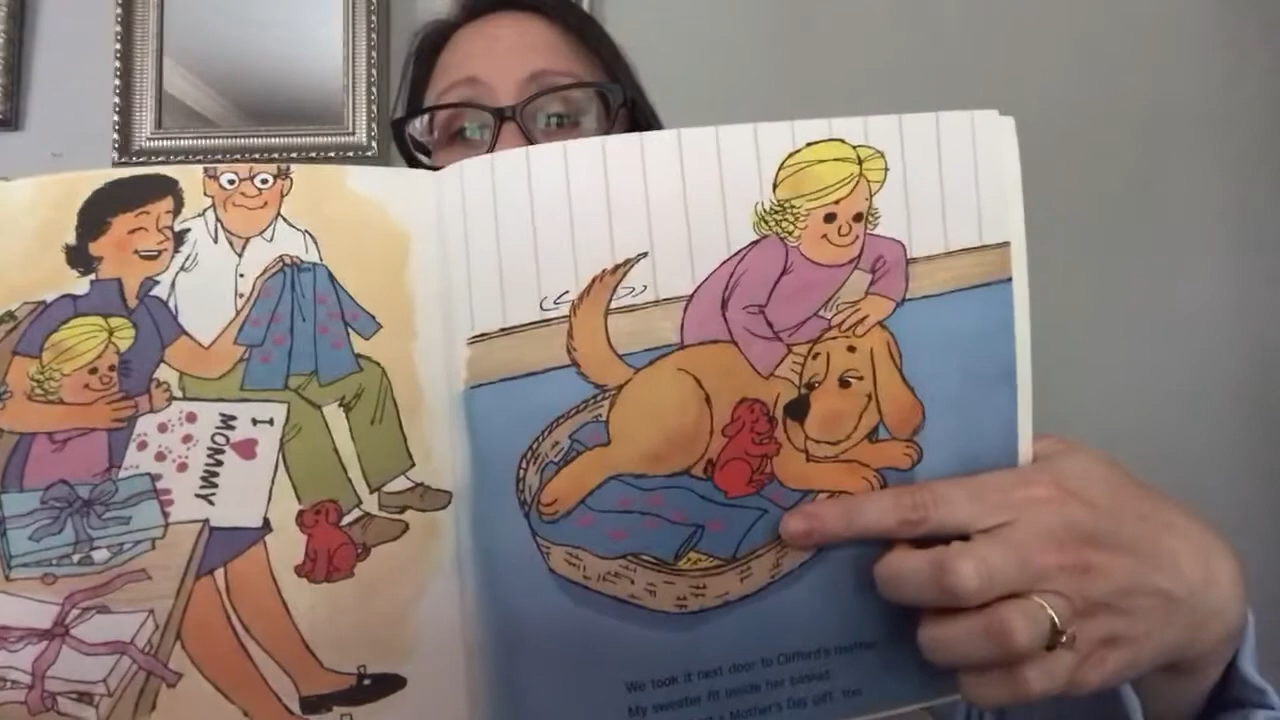 I
MOMMY
We took it next door to Clifford's mother.
My sweater fit inside her basket.
a Mother's Day gift, too